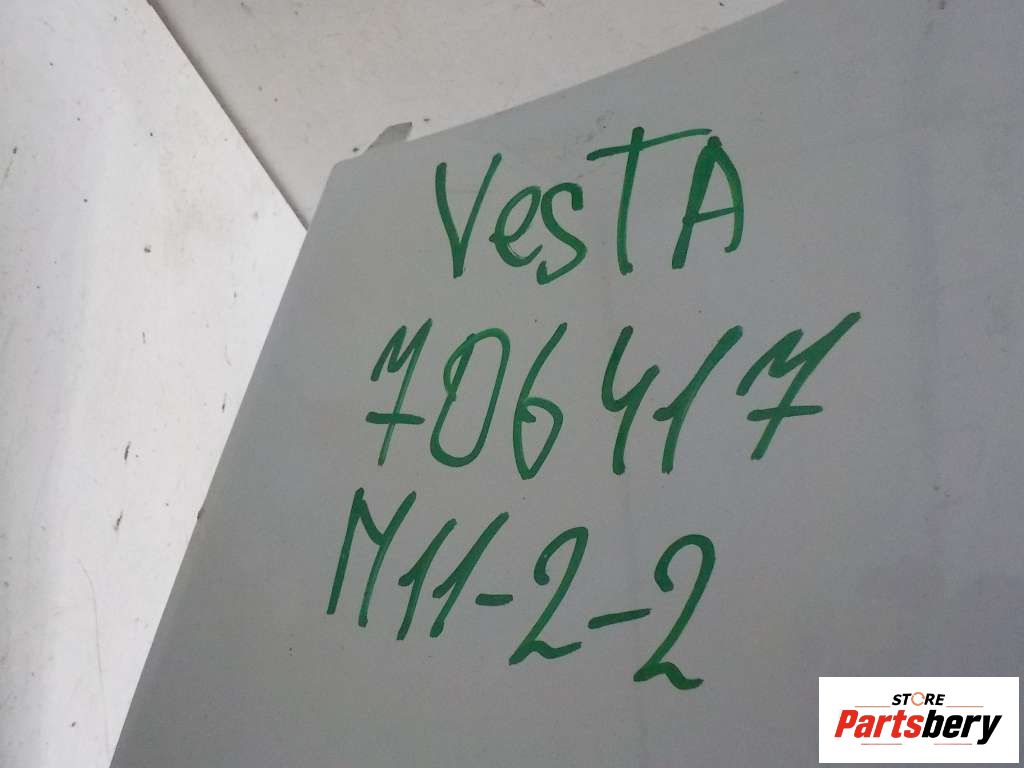 VesTA
706417
M11-2-2
STORE
Partsbery